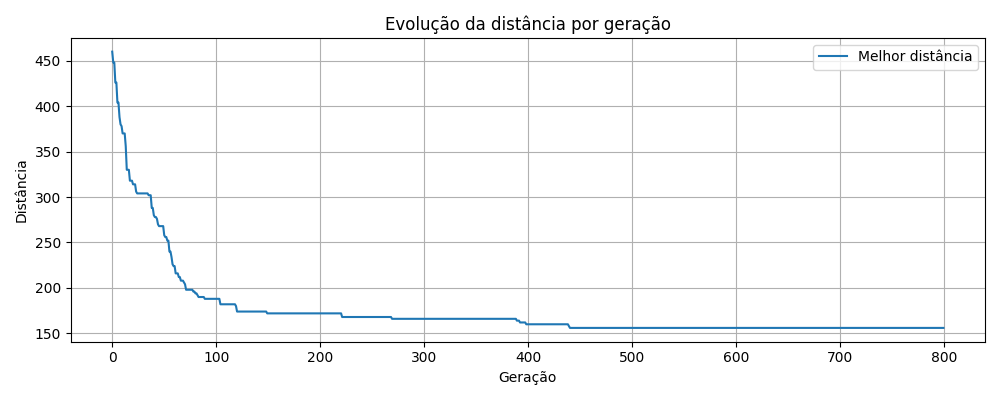 Evolução da distância por geração
Melhor distância
Distância
450
400
350
300
250
200
150
0 100 200 300 400 500 600 700 800
Geração